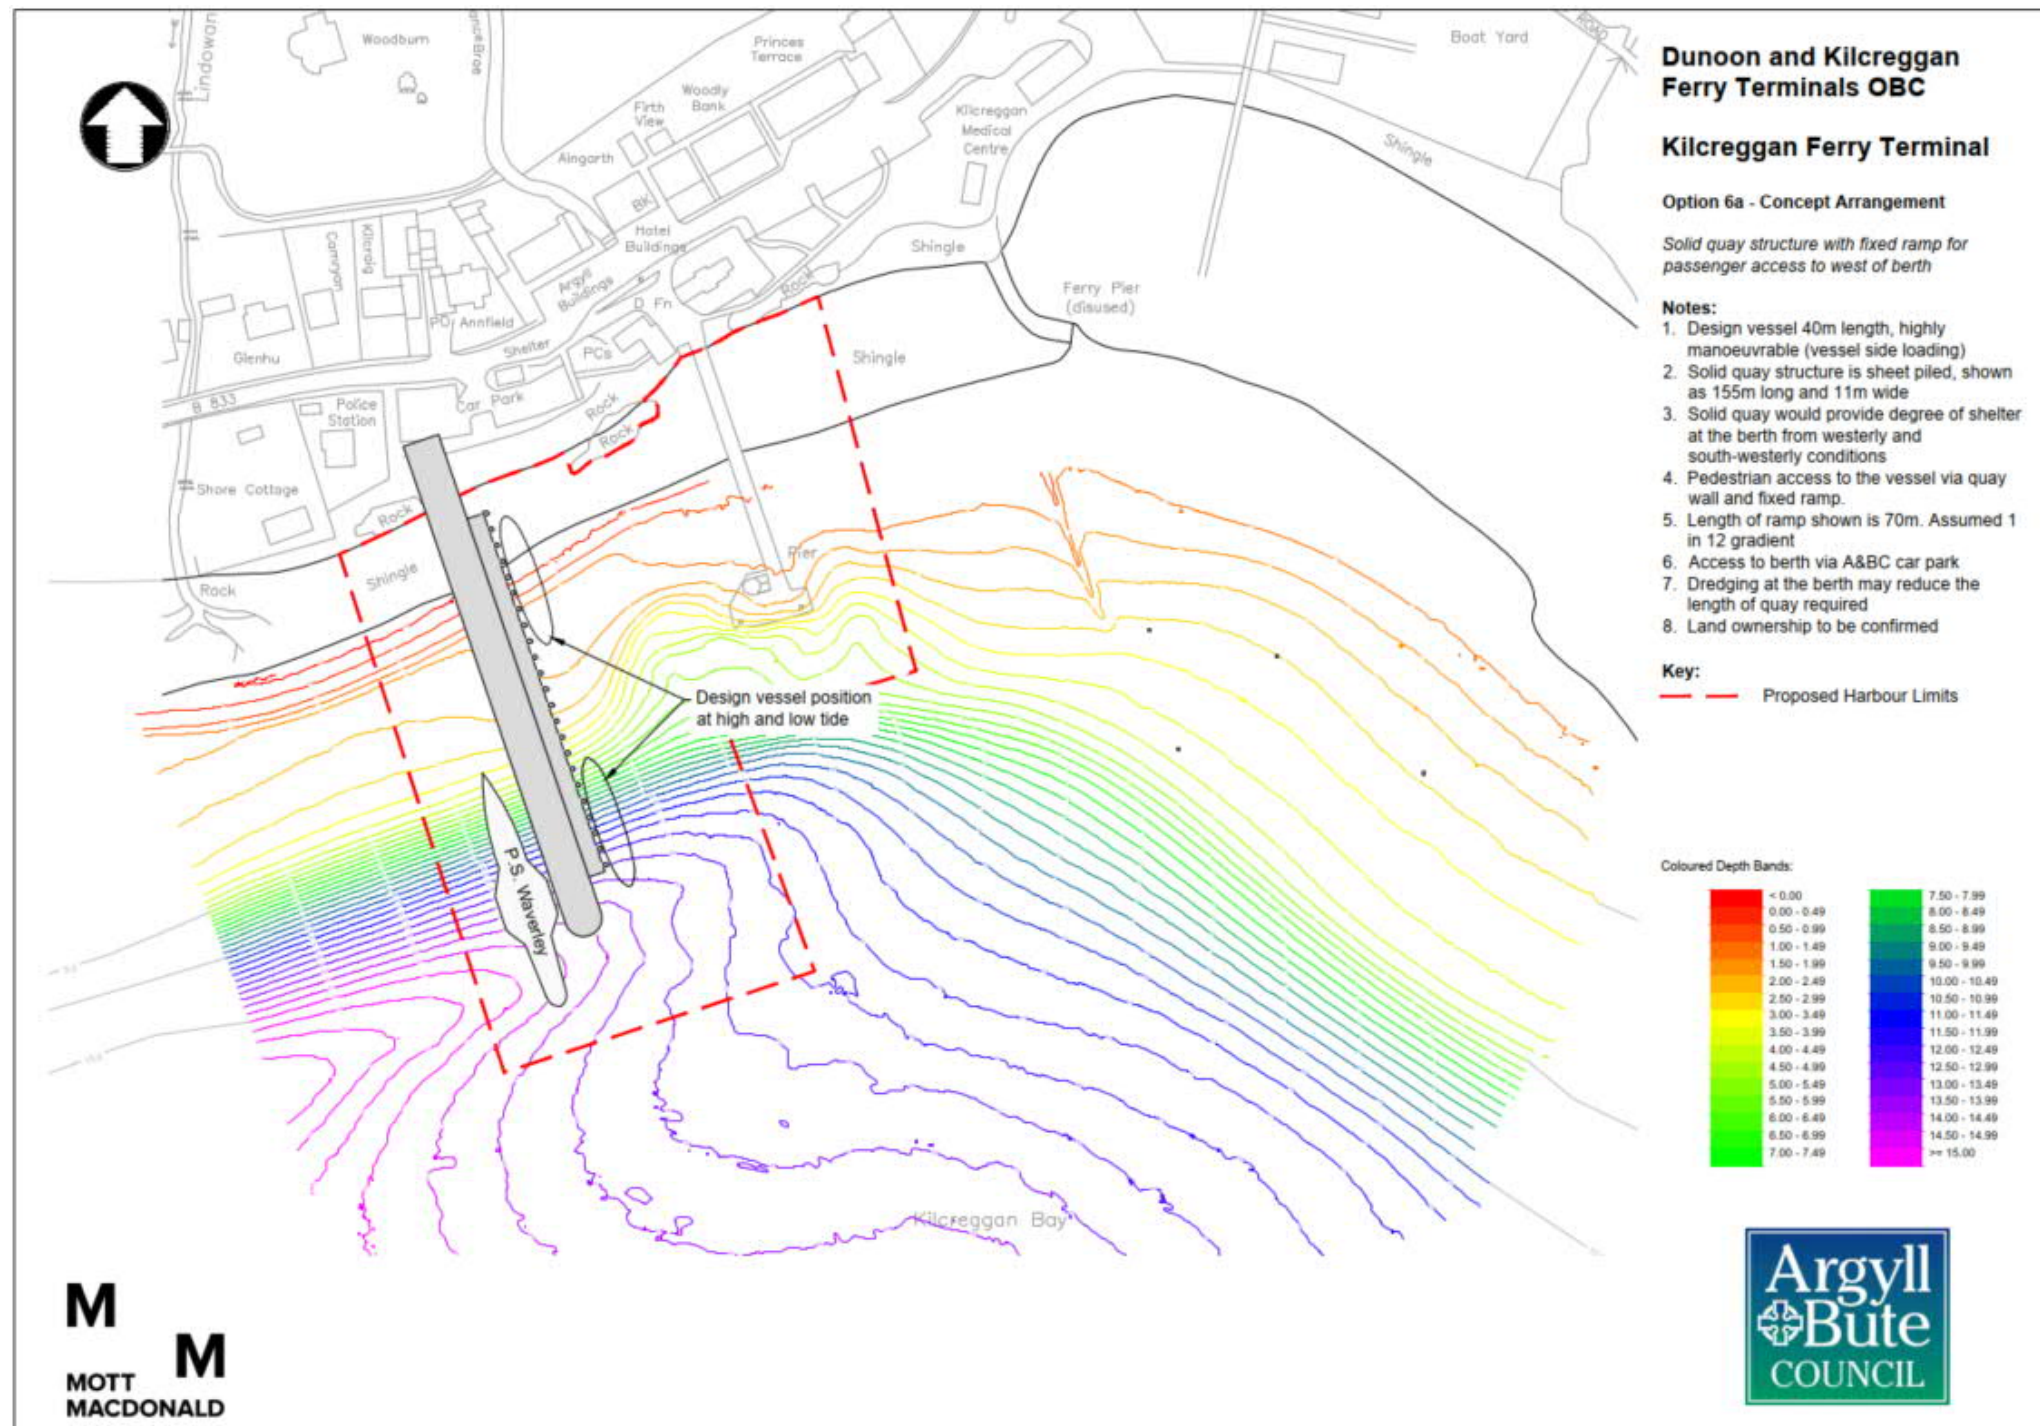 Lindowan
Woodburn
Princes
Terrace
Boat Yard
ROAD
Woodly
Bank
Firth
View
Kilcreggan
Medical
Centre
Shingle
Aingarth
BK
Hotel
Buildings
Shingle
Kilcraig
Argyll
Buildings
Rock
D Fn
Ferry Pier
(disused)
PO
Annfield
Shelter
PCs
Glenhu
Shingle
B 833
Police
Station
Car Park
Rock
Rock
Shore Cottage
Rock
Pier
Shingle
Rock
Design vessel position
at high and low tide
P.S. Waverley
Kilcreggan Bay
Dunoon and Kilcreggan
Ferry Terminals OBC
Kilcreggan Ferry Terminal
Option 6a - Concept Arrangement
Solid quay structure with fixed ramp for
passenger access to west of berth
Notes:
1. Design vessel 40m length, highly
manoeuvrable (vessel side loading)
2. Solid quay structure is sheet piled, shown
as 155m long and 11m wide
3. Solid quay would provide degree of shelter
at the berth from westerly and
south-westerly conditions
4. Pedestrian access to the vessel via quay
wall and fixed ramp.
5. Length of ramp shown is 70m. Assumed 1
in 12 gradient
6. Access to berth via A&BC car park
7. Dredging at the berth may reduce the
length of quay required
8. Land ownership to be confirmed
Key:
Proposed Harbour Limits
Coloured Depth Bands:
< 0.00
0.00 - 0.49
0.50 - 0.99
1.00 - 1.49
1.50 - 1.99
2.00 - 2.49
2.50 - 2.99
3.00 - 3.49
3.50 - 3.99
4.00 - 4.49
4.50 - 4.99
5.00 - 5.49
5.50 - 5.99
6.00 - 6.49
6.50 - 6.99
7.00 - 7.49
7.50 - 7.99
8.00 - 8.49
8.50 - 8.99
9.00 - 9.49
9.50 - 9.99
10.00 - 10.49
10.50 - 10.99
11.00 - 11.49
11.50 - 11.99
12.00 - 12.49
12.50 - 12.99
13.00 - 13.49
13.50 - 13.99
14.00 - 14.49
14.50 - 14.99
>= 15.00
M
M
MOTT
MACDONALD
Argyll
Bute
COUNCIL